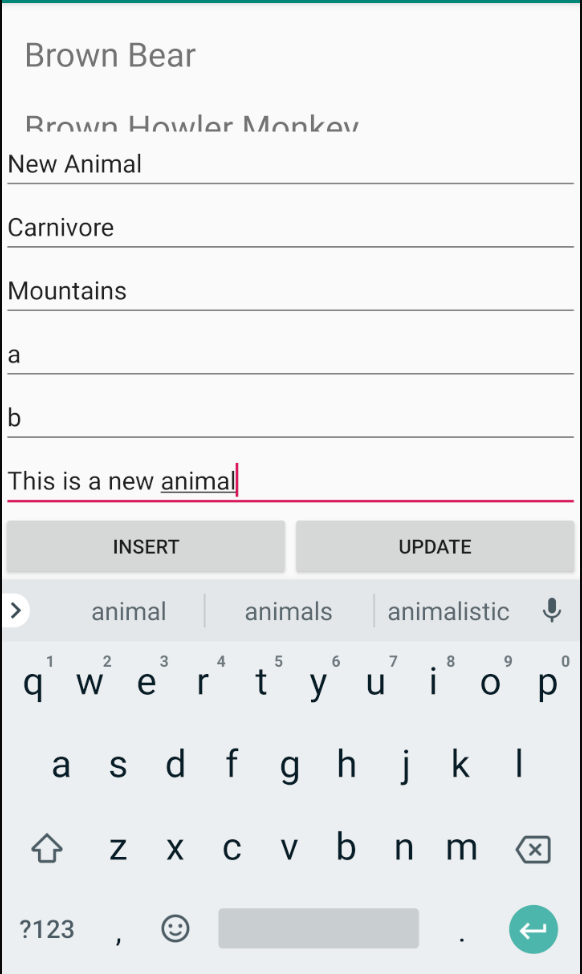 Brown Bear
Brown Howler Monkey
New Animal
Carnivore
Mountains
a
b
This is a new animal
INSERT UPDATE
animal animals animalistic
1 2 3 4 5 6 7 8 9 0
q w e r t y u i o p
a s d f g h j k l
z x c v b n m
?123 , .